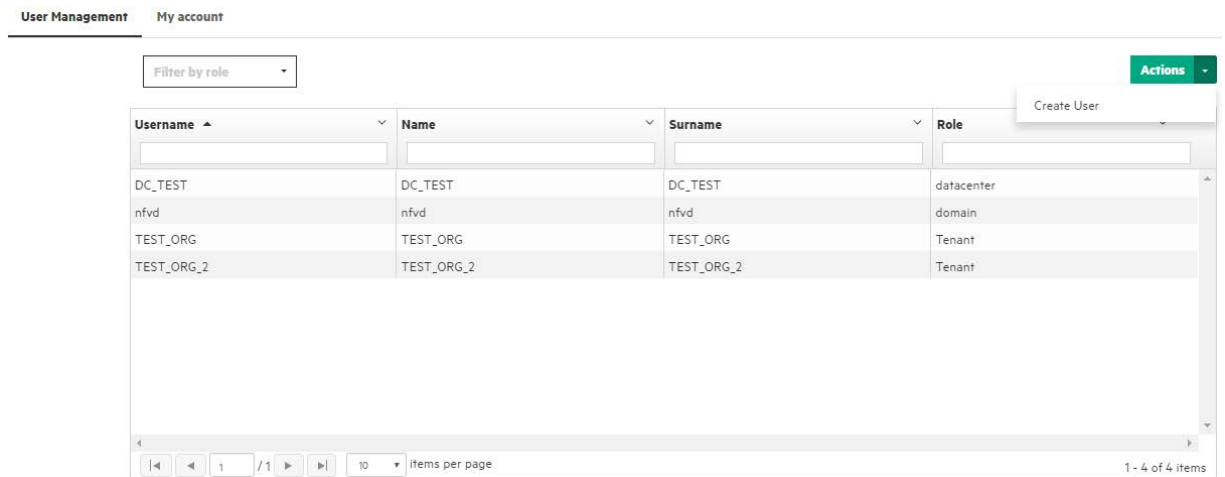 User Management My account
Filter by role Actions
Create User
Username Name Surname Role
DC_TEST DC_TEST DC_TEST datacenter
nfvd nfvd nfvd domain
TEST_ORG TEST_ORG TEST_ORG Tenant
TEST_ORG_2 TEST_ORG_2 TEST_ORG_2 Tenant
1 / 1 10 items per page 1 - 4 of 4 items